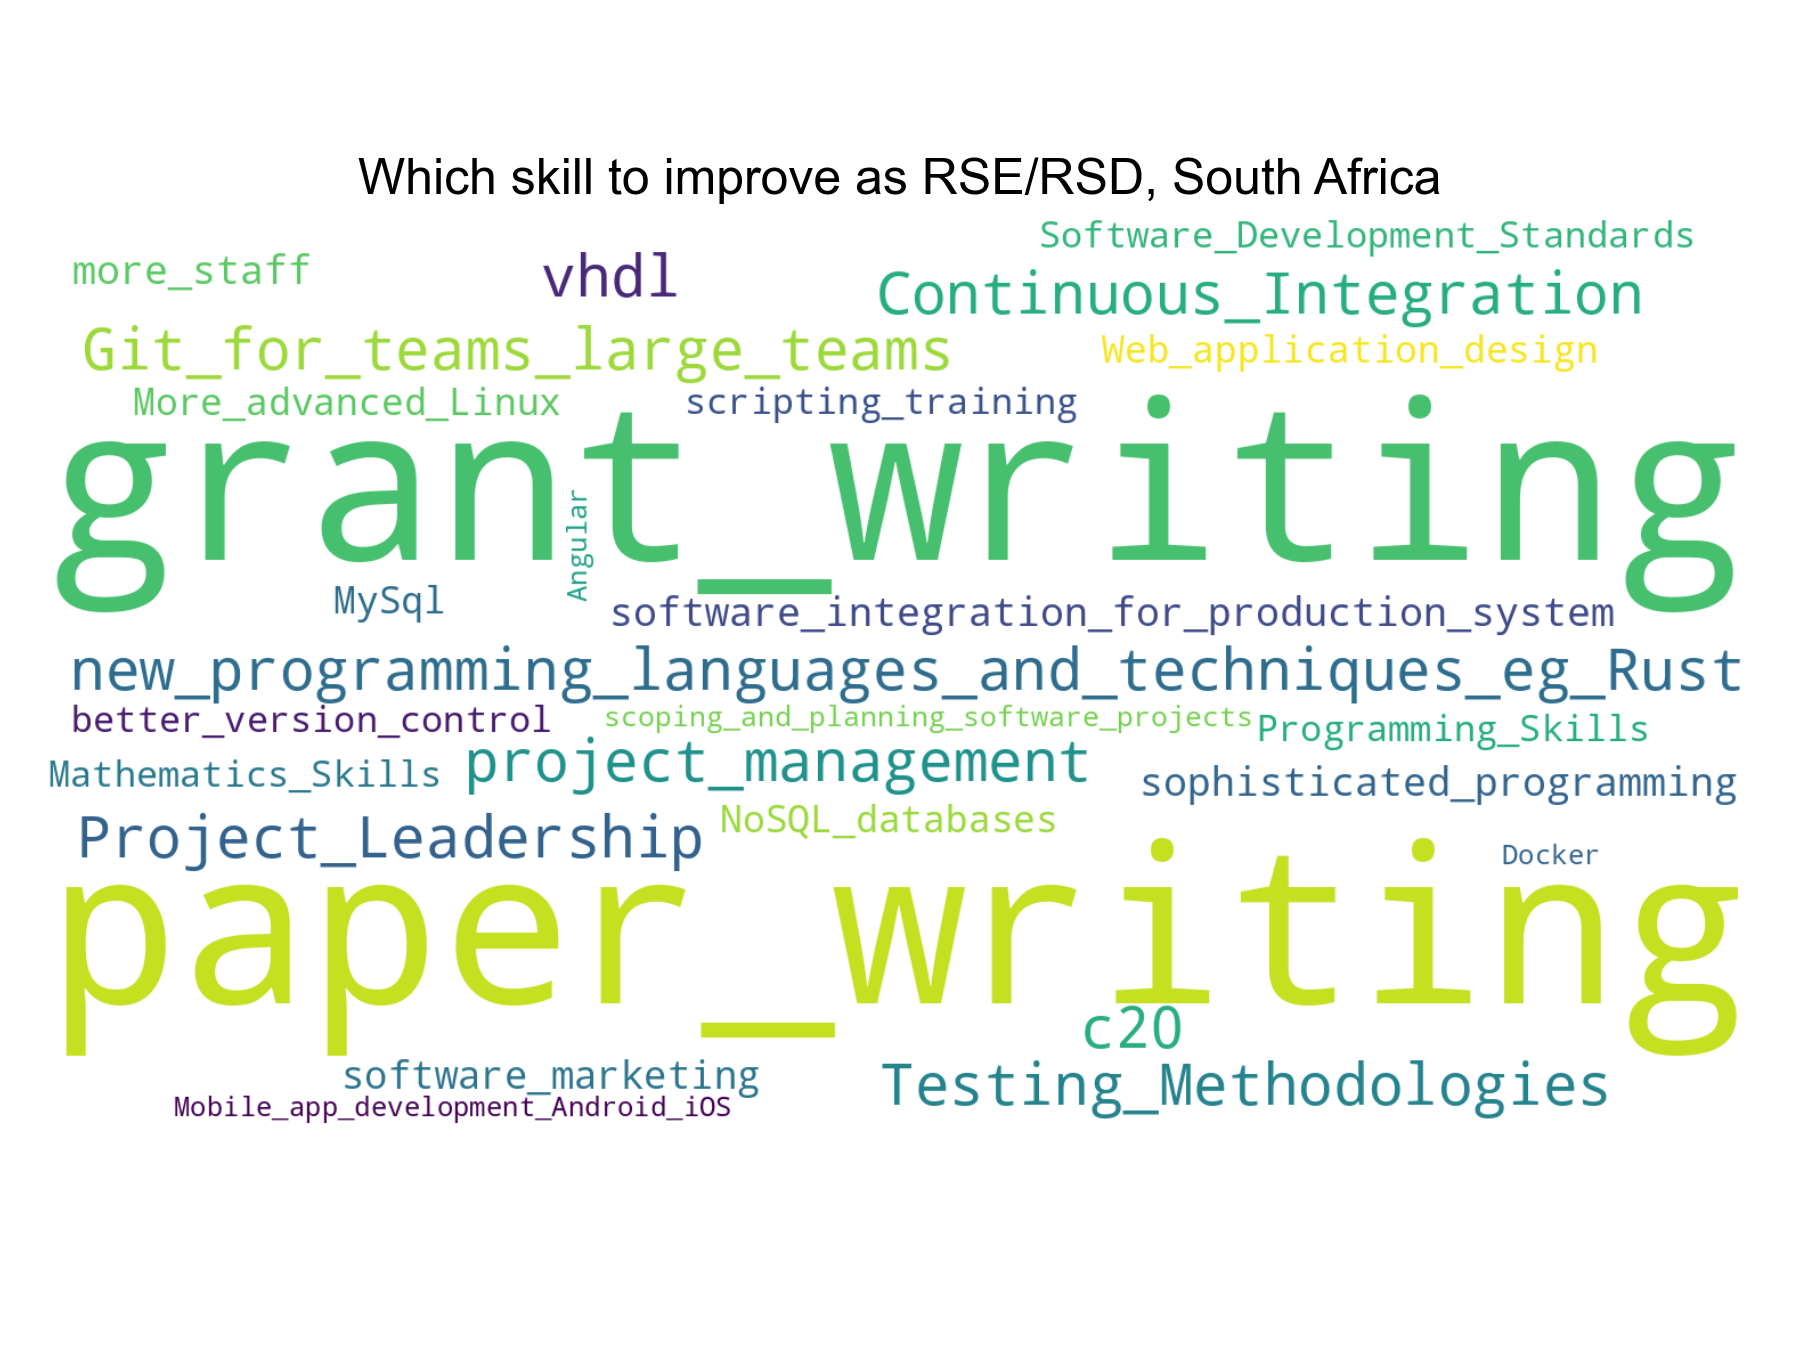 Which skill to improve as RSE/RSD, South Africa
Software_Development_Standards
more_staff
vhdl
Continuous_Integration
Git_for_teams_large_teams
Web_application_design
More_advanced_Linux
scripting_training
grant_writing
Angular
MySql
software_integration_for_production_system
new_programming_languages_and_techniques_eg_Rust
better_version_control
scoping_and_planning_software_projects
Programming_Skills
Mathematics_Skills
project_management
sophisticated_programming
NoSQL_databases
Project_Leadership
Docker
paper_writing
c20
software_marketing
Testing_Methodologies
Mobile_app_development_Android_iOS